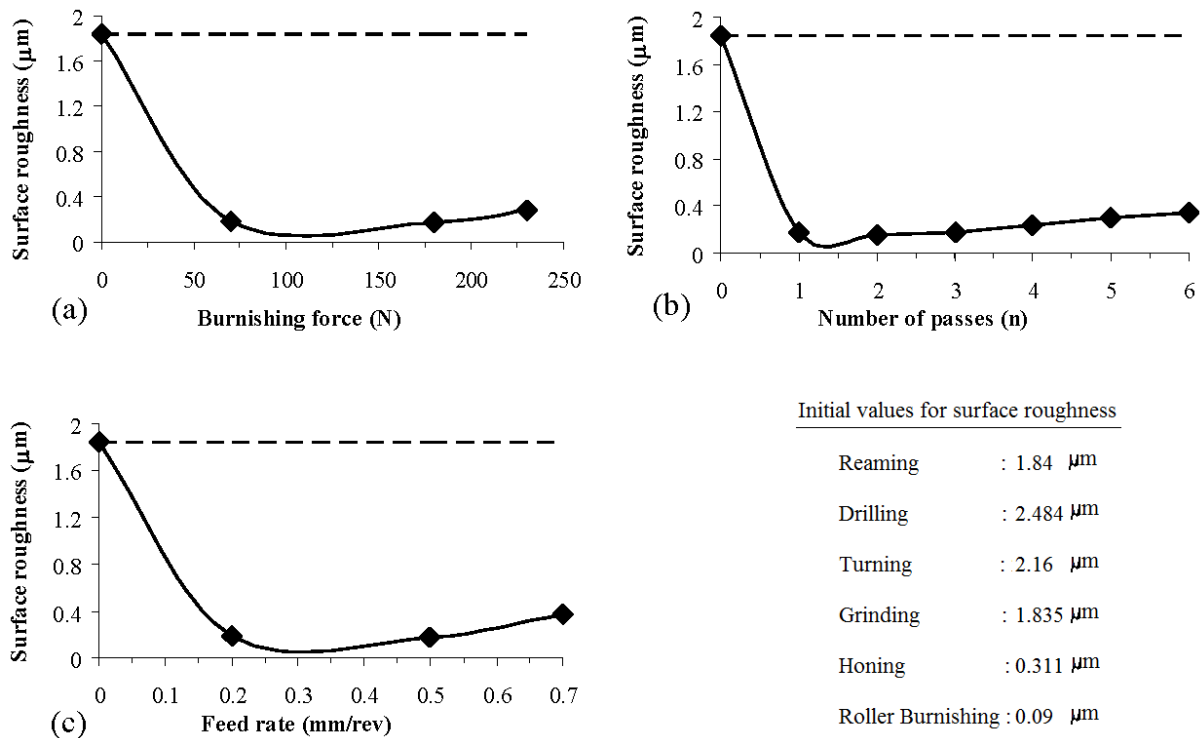 2
1.6
1.2
0.8
0.4
0
Surface roughness (μm)
0 50 100 150 200 250
Burnishing force (N)
(a)
2
1.6
1.2
0.8
0.4
0
Surface roughness (μm)
0 1 2 3 4 5 6
Number of passes (n)
(b)
2
1.6
1.2
0.8
0.4
0
Surface roughness (μm)
0 0.1 0.2 0.3 0.4 0.5 0.6 0.7
Feed rate (mm/rev)
(c)
Initial values for surface roughness
Reaming : 1.84 μm
Drilling : 2.484 μm
Turning : 2.16 μm
Grinding : 1.835 μm
Honing : 0.311 μm
Roller Burnishing : 0.09 μm